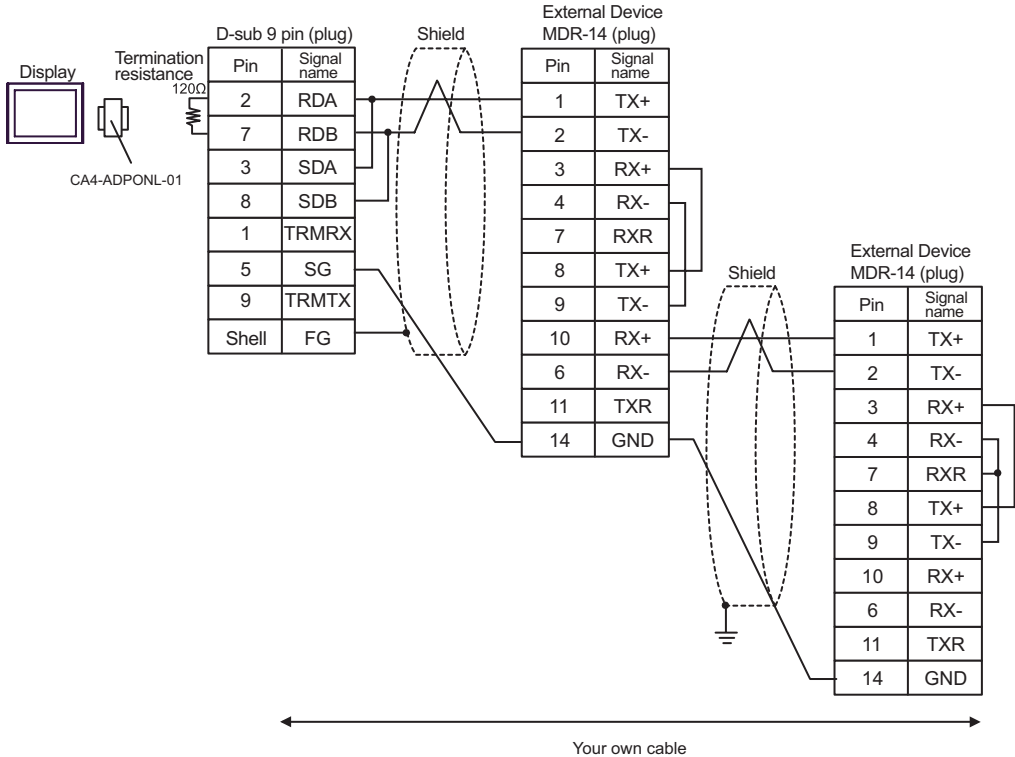 Display
CA4-ADPONL-01
Termination
resistance
120Ω
D-sub 9 pin (plug)
Pin Signal name
2 RDA
7 RDB
3 SDA
8 SDB
1 TRMRX
5 SG
9 TRMTX
Shell FG
Shield
External Device
MDR-14 (plug)
Pin Signal name
1 TX+
2 TX-
3 RX+
4 RX-
7 RXR
8 TX+
9 TX-
10 RX+
6 RX-
11 TXR
14 GND
Shield
External Device
MDR-14 (plug)
Pin Signal name
1 TX+
2 TX-
3 RX+
4 RX-
7 RXR
8 TX+
9 TX-
10 RX+
6 RX-
11 TXR
14 GND
Your own cable